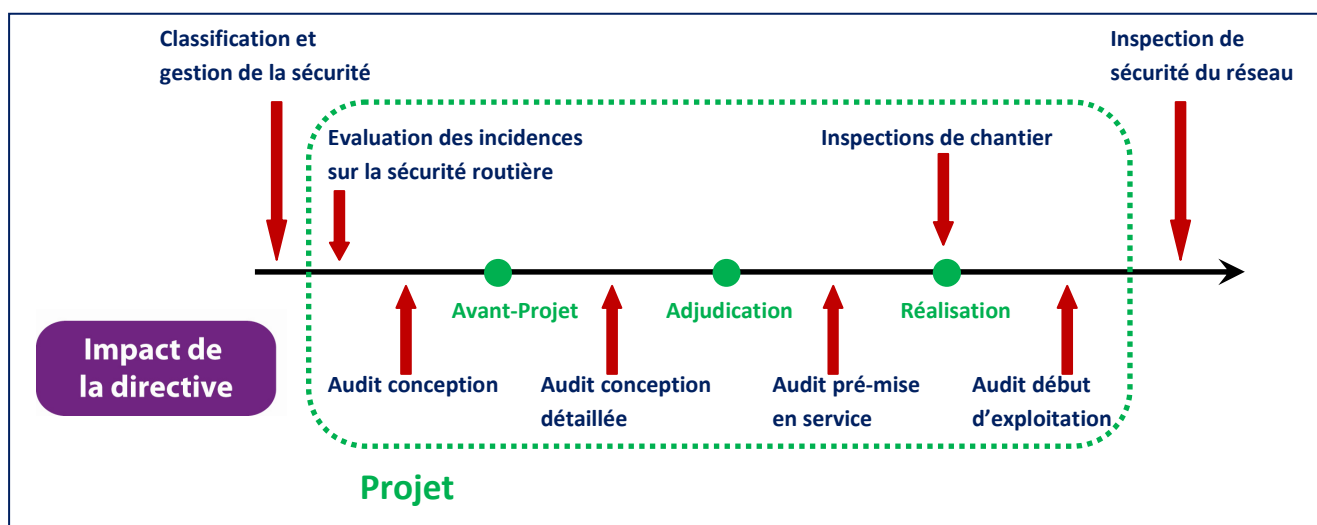 Classification et
gestion de la sécurité
Inspection de
sécurité du réseau
Evaluation des incidences
sur la sécurité routière
Inspections de chantier
Avant-Projet
Adjudication
Réalisation
Impact de
la directive
Audit conception
Audit conception
détaillée
Audit pré-mise
en service
Audit début
d'exploitation
Projet